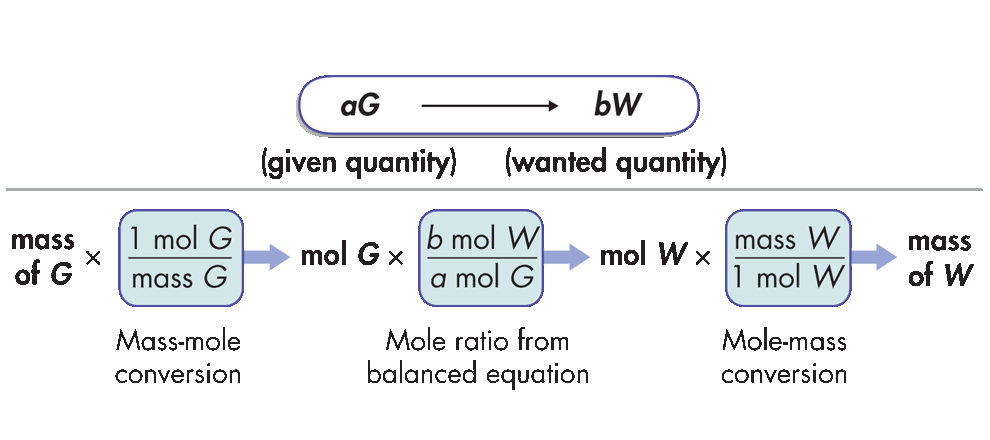 aG ⟶ bW
(given quantity) (wanted quantity)
mass of G × 1 mol G / mass G → mol G × b mol W / a mol G → mol W × mass W / 1 mol W → mass of W
Mass-mole conversion
Mole ratio from balanced equation
Mole-mass conversion